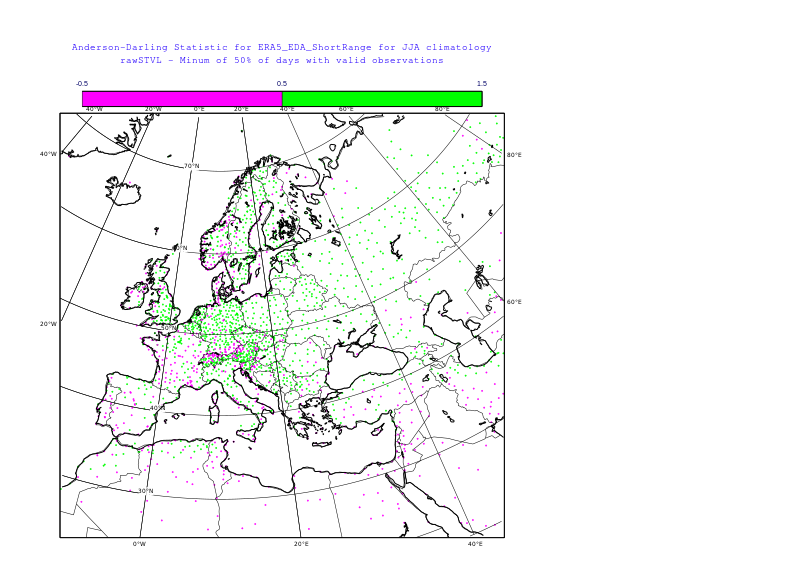 Anderson-Darling Statistic for ERA5_EDA_ShortRange for JJA climatology
rawSTVL - Minum of 50% of days with valid observations
-0.5 0.5 1.5
40°W 20°W 0°E 20°E 40°E 60°E 80°E
40°W 70°N 80°E
60°N
60°E
20°W 50°N
40°N
30°N
0°W 20°E 40°E